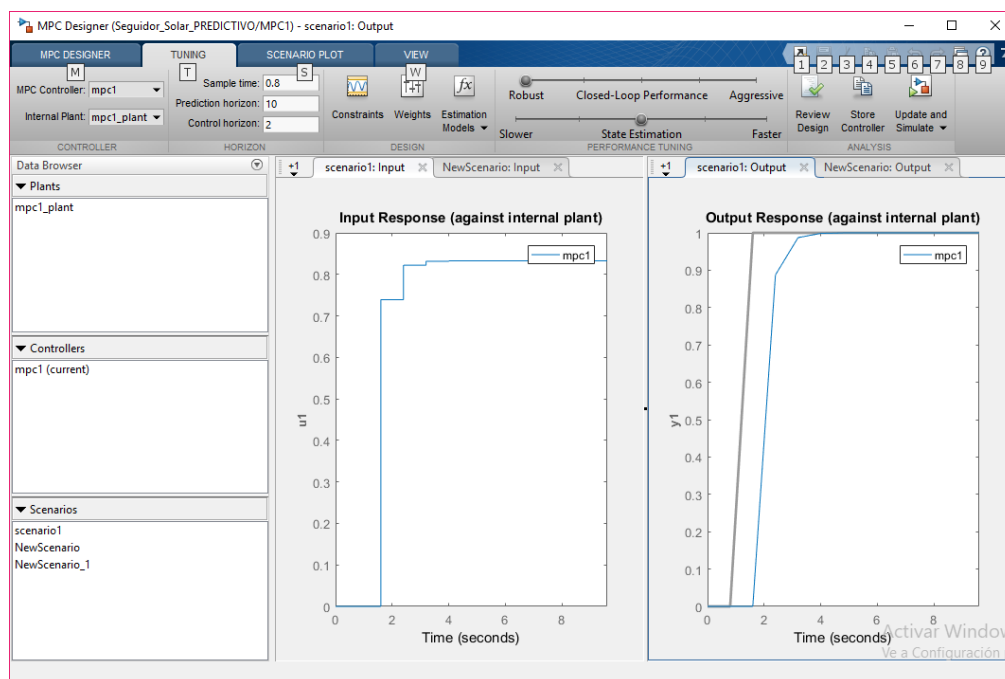 MPC Designer (Seguidor_Solar_PREDICTIVO/MPC1) - scenario1: Output
MPC DESIGNER
TUNING
SCENARIO PLOT
VIEW
M
T
S
W
1 2 3 4 5 6 7 8 9
MPC Controller: mpc1
Internal Plant: mpc1_plant
CONTROLLER
Sample time: 0.8
Prediction horizon: 10
Control horizon: 2
HORIZON
Constraints
Weights
Estimation
Models
DESIGN
Robust Closed-Loop Performance Aggressive
Slower State Estimation Faster
PERFORMANCE TUNING
Review
Design
Store
Controller
Update and
Simulate
ANALYSIS
Data Browser
Plants
mpc1_plant
Controllers
mpc1 (current)
Scenarios
scenario1
NewScenario
NewScenario_1
+1
scenario1: Input
NewScenario: Input
Input Response (against internal plant)
mpc1
0.9
0.8
0.7
0.6
0.5
0.4
0.3
0.2
0.1
0
u1
0 2 4 6 8
Time (seconds)
+1
scenario1: Output
NewScenario: Output
Output Response (against internal plant)
mpc1
1
0.9
0.8
0.7
0.6
0.5
0.4
0.3
0.2
0.1
0
y1
0 2 4 6 8
Time (seconds)
Activar Window
Ve a Configuración